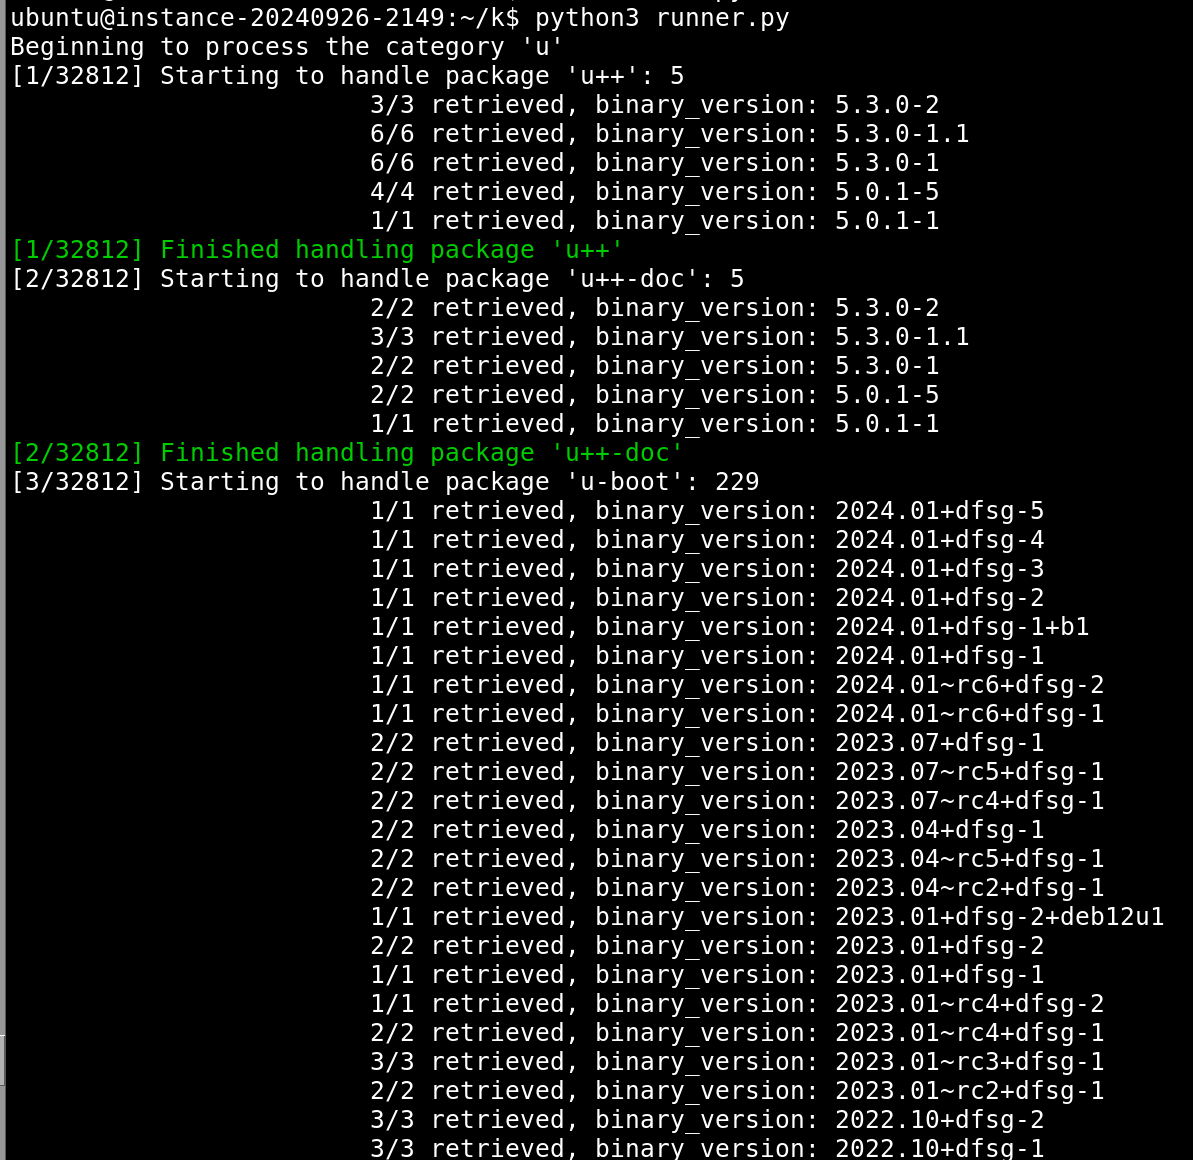 ubuntu@instance-20240926-2149:~/k$ python3 runner.py
Beginning to process the category 'u'
[1/32812] Starting to handle package 'u++': 5
3/3 retrieved, binary_version: 5.3.0-2
6/6 retrieved, binary_version: 5.3.0-1.1
6/6 retrieved, binary_version: 5.3.0-1
4/4 retrieved, binary_version: 5.0.1-5
1/1 retrieved, binary_version: 5.0.1-1
[1/32812] Finished handling package 'u++'
[2/32812] Starting to handle package 'u++-doc': 5
2/2 retrieved, binary_version: 5.3.0-2
3/3 retrieved, binary_version: 5.3.0-1.1
2/2 retrieved, binary_version: 5.3.0-1
2/2 retrieved, binary_version: 5.0.1-5
1/1 retrieved, binary_version: 5.0.1-1
[2/32812] Finished handling package 'u++-doc'
[3/32812] Starting to handle package 'u-boot': 229
1/1 retrieved, binary_version: 2024.01+dfsg-5
1/1 retrieved, binary_version: 2024.01+dfsg-4
1/1 retrieved, binary_version: 2024.01+dfsg-3
1/1 retrieved, binary_version: 2024.01+dfsg-2
1/1 retrieved, binary_version: 2024.01+dfsg-1+b1
1/1 retrieved, binary_version: 2024.01+dfsg-1
1/1 retrieved, binary_version: 2024.01~rc6+dfsg-2
1/1 retrieved, binary_version: 2024.01~rc6+dfsg-1
2/2 retrieved, binary_version: 2023.07+dfsg-1
2/2 retrieved, binary_version: 2023.07~rc5+dfsg-1
2/2 retrieved, binary_version: 2023.07~rc4+dfsg-1
2/2 retrieved, binary_version: 2023.04+dfsg-1
2/2 retrieved, binary_version: 2023.04~rc5+dfsg-1
2/2 retrieved, binary_version: 2023.04~rc2+dfsg-1
1/1 retrieved, binary_version: 2023.01+dfsg-2+deb12u1
2/2 retrieved, binary_version: 2023.01+dfsg-2
1/1 retrieved, binary_version: 2023.01+dfsg-1
1/1 retrieved, binary_version: 2023.01~rc4+dfsg-2
2/2 retrieved, binary_version: 2023.01~rc4+dfsg-1
3/3 retrieved, binary_version: 2023.01~rc3+dfsg-1
2/2 retrieved, binary_version: 2023.01~rc2+dfsg-1
3/3 retrieved, binary_version: 2022.10+dfsg-2
3/3 retrieved, binary_version: 2022.10+dfsg-1